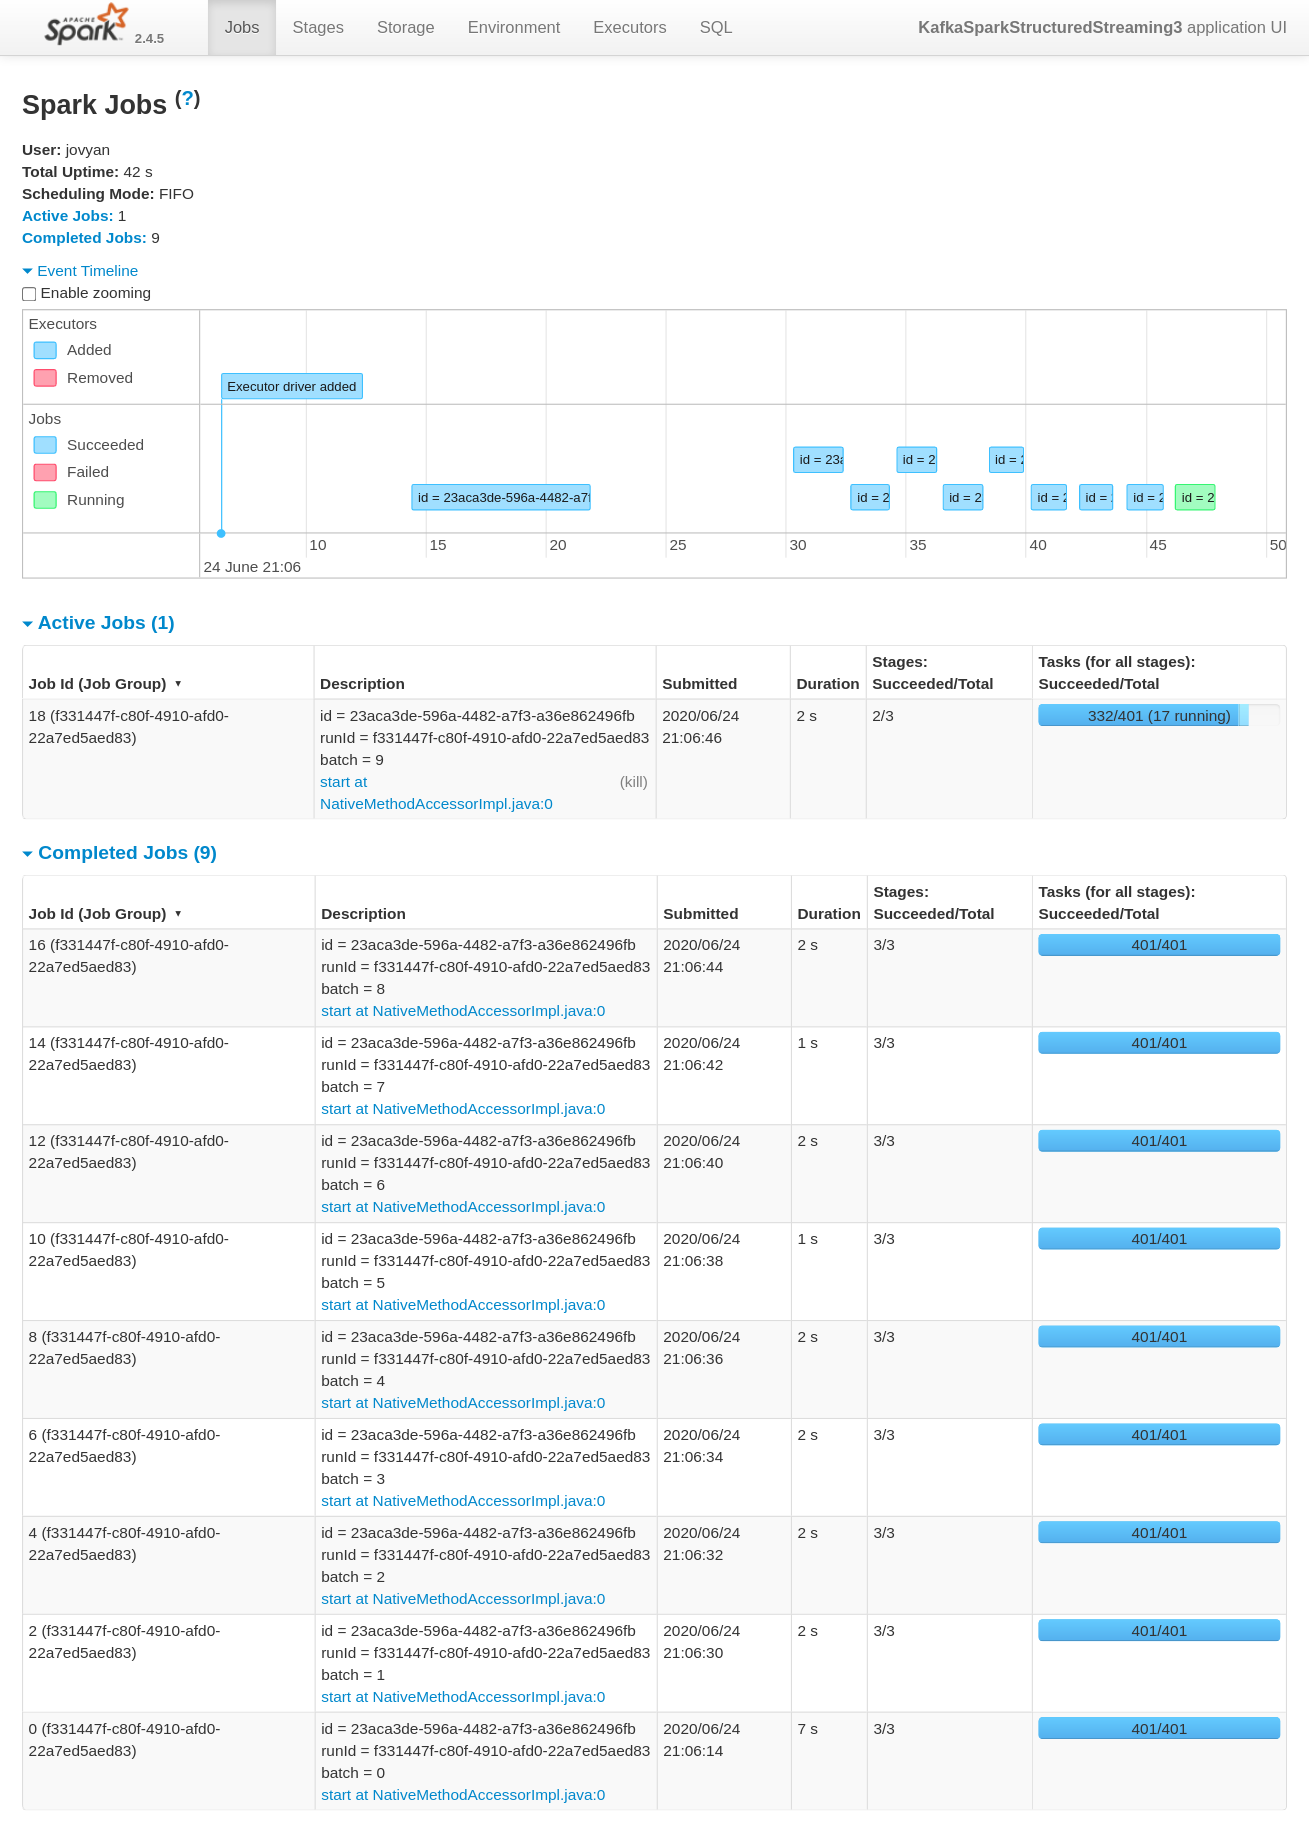 APACHE
Spark 2.4.5
Jobs Stages Storage Environment Executors SQL KafkaSparkStructuredStreaming3 application UI
Spark Jobs (?)
User: jovyan
Total Uptime: 42 s
Scheduling Mode: FIFO
Active Jobs: 1
Completed Jobs: 9
Event Timeline
Enable zooming
Executors
Added
Removed
Executor driver added
Jobs
Succeeded
Failed
Running
id = 23a id = 2 id = 2
id = 23aca3de-596a-4482-a7f id = 2 id = 2 id = 2 id = id = 2 id = 2
10 15 20 25 30 35 40 45 50
24 June 21:06
Active Jobs (1)
Job Id (Job Group) ▾ Description Submitted Duration Stages: Succeeded/Total Tasks (for all stages): Succeeded/Total
18 (f331447f-c80f-4910-afd0-22a7ed5aed83)
id = 23aca3de-596a-4482-a7f3-a36e862496fb
runId = f331447f-c80f-4910-afd0-22a7ed5aed83
batch = 9
start at NativeMethodAccessorImpl.java:0 (kill)
2020/06/24 21:06:46
2 s
2/3
332/401 (17 running)
Completed Jobs (9)
Job Id (Job Group) ▾ Description Submitted Duration Stages: Succeeded/Total Tasks (for all stages): Succeeded/Total
16 (f331447f-c80f-4910-afd0-22a7ed5aed83)
id = 23aca3de-596a-4482-a7f3-a36e862496fb
runId = f331447f-c80f-4910-afd0-22a7ed5aed83
batch = 8
start at NativeMethodAccessorImpl.java:0
2020/06/24 21:06:44
2 s
3/3
401/401
14 (f331447f-c80f-4910-afd0-22a7ed5aed83)
id = 23aca3de-596a-4482-a7f3-a36e862496fb
runId = f331447f-c80f-4910-afd0-22a7ed5aed83
batch = 7
start at NativeMethodAccessorImpl.java:0
2020/06/24 21:06:42
1 s
3/3
401/401
12 (f331447f-c80f-4910-afd0-22a7ed5aed83)
id = 23aca3de-596a-4482-a7f3-a36e862496fb
runId = f331447f-c80f-4910-afd0-22a7ed5aed83
batch = 6
start at NativeMethodAccessorImpl.java:0
2020/06/24 21:06:40
2 s
3/3
401/401
10 (f331447f-c80f-4910-afd0-22a7ed5aed83)
id = 23aca3de-596a-4482-a7f3-a36e862496fb
runId = f331447f-c80f-4910-afd0-22a7ed5aed83
batch = 5
start at NativeMethodAccessorImpl.java:0
2020/06/24 21:06:38
1 s
3/3
401/401
8 (f331447f-c80f-4910-afd0-22a7ed5aed83)
id = 23aca3de-596a-4482-a7f3-a36e862496fb
runId = f331447f-c80f-4910-afd0-22a7ed5aed83
batch = 4
start at NativeMethodAccessorImpl.java:0
2020/06/24 21:06:36
2 s
3/3
401/401
6 (f331447f-c80f-4910-afd0-22a7ed5aed83)
id = 23aca3de-596a-4482-a7f3-a36e862496fb
runId = f331447f-c80f-4910-afd0-22a7ed5aed83
batch = 3
start at NativeMethodAccessorImpl.java:0
2020/06/24 21:06:34
2 s
3/3
401/401
4 (f331447f-c80f-4910-afd0-22a7ed5aed83)
id = 23aca3de-596a-4482-a7f3-a36e862496fb
runId = f331447f-c80f-4910-afd0-22a7ed5aed83
batch = 2
start at NativeMethodAccessorImpl.java:0
2020/06/24 21:06:32
2 s
3/3
401/401
2 (f331447f-c80f-4910-afd0-22a7ed5aed83)
id = 23aca3de-596a-4482-a7f3-a36e862496fb
runId = f331447f-c80f-4910-afd0-22a7ed5aed83
batch = 1
start at NativeMethodAccessorImpl.java:0
2020/06/24 21:06:30
2 s
3/3
401/401
0 (f331447f-c80f-4910-afd0-22a7ed5aed83)
id = 23aca3de-596a-4482-a7f3-a36e862496fb
runId = f331447f-c80f-4910-afd0-22a7ed5aed83
batch = 0
start at NativeMethodAccessorImpl.java:0
2020/06/24 21:06:14
7 s
3/3
401/401